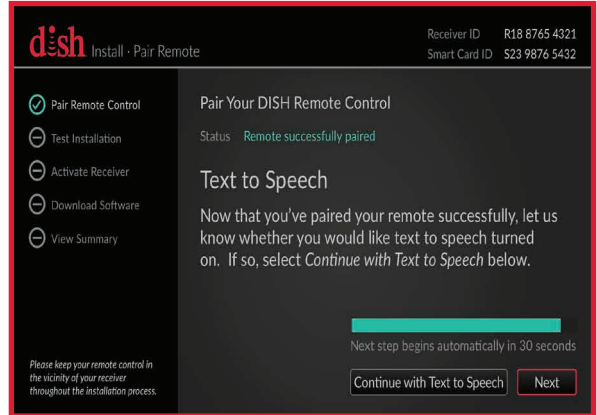 dish Install · Pair Remote
Receiver ID R18 8765 4321
Smart Card ID S23 9876 5432
Pair Remote Control
Test Installation
Activate Receiver
Download Software
View Summary
Please keep your remote control in
the vicinity of your receiver
throughout the installation process.
Pair Your DISH Remote Control
Status Remote successfully paired
Text to Speech
Now that you've paired your remote successfully, let us
know whether you would like text to speech turned
on. If so, select Continue with Text to Speech below.
Next step begins automatically in 30 seconds
Continue with Text to Speech Next